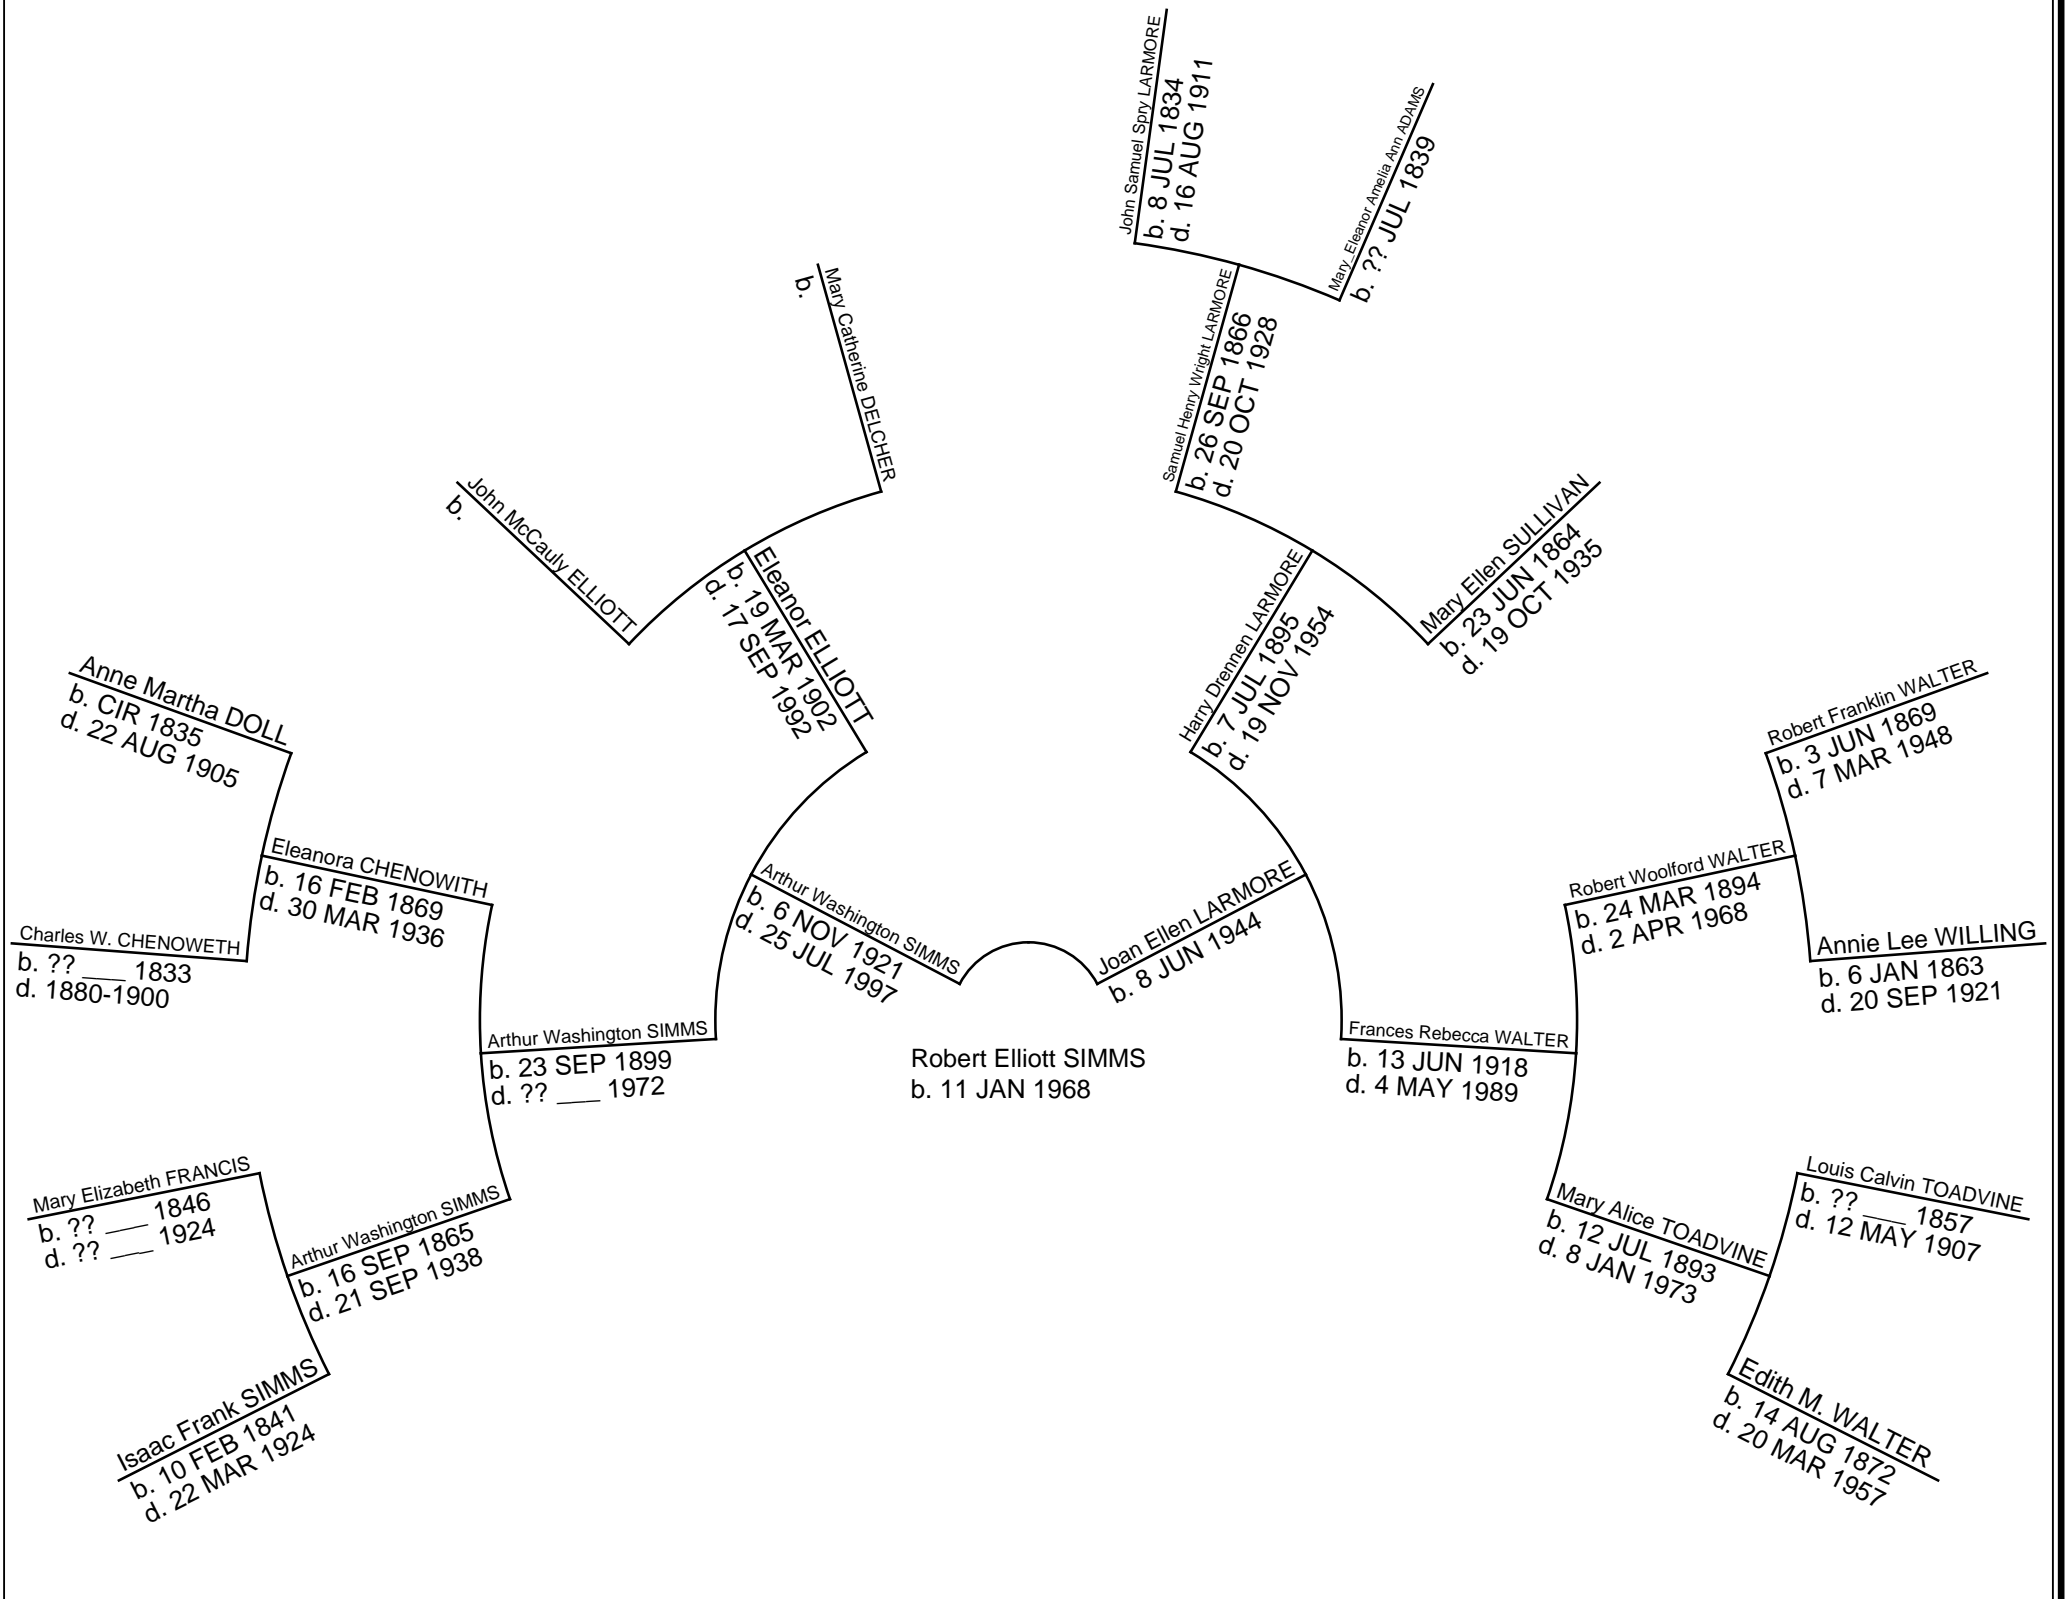 John Samuel Spry LARMORE
b. 8 JUL 1834
d. 16 AUG 1911
Mary_Eleanor Amelia Ann ADAMS
b. ?? JUL 1839
Samuel Henry Wright LARMORE
b. 26 SEP 1866
d. 20 OCT 1928
Mary Catherine DELCHER
b.
John McCauly ELLIOTT
b.
Mary Ellen SULLIVAN
b. 23 JUN 1864
d. 19 OCT 1935
Eleanor ELLIOTT
b. 19 MAR 1902
d. 17 SEP 1992
Harry Drennen LARMORE
b. 7 JUL 1895
d. 19 NOV 1954
Anne Martha DOLL
b. CIR 1835
d. 22 AUG 1905
Robert Franklin WALTER
b. 3 JUN 1869
d. 7 MAR 1948
Eleanora CHENOWITH
b. 16 FEB 1869
d. 30 MAR 1936
Arthur Washington SIMMS
b. 6 NOV 1921
d. 25 JUL 1997
Joan Ellen LARMORE
b. 8 JUN 1944
Robert Woolford WALTER
b. 24 MAR 1894
d. 2 APR 1968
Charles W. CHENOWETH
b. ?? ___ 1833
d. 1880-1900
Annie Lee WILLING
b. 6 JAN 1863
d. 20 SEP 1921
Arthur Washington SIMMS
b. 23 SEP 1899
d. ?? ___ 1972
Robert Elliott SIMMS
b. 11 JAN 1968
Frances Rebecca WALTER
b. 13 JUN 1918
d. 4 MAY 1989
Mary Elizabeth FRANCIS
b. ?? ___ 1846
d. ?? ___ 1924
Arthur Washington SIMMS
b. 16 SEP 1865
d. 21 SEP 1938
Mary Alice TOADVINE
b. 12 JUL 1893
d. 8 JAN 1973
Louis Calvin TOADVINE
b. ?? ___ 1857
d. 12 MAY 1907
Isaac Frank SIMMS
b. 10 FEB 1841
d. 22 MAR 1924
Edith M. WALTER
b. 14 AUG 1872
d. 20 MAR 1957